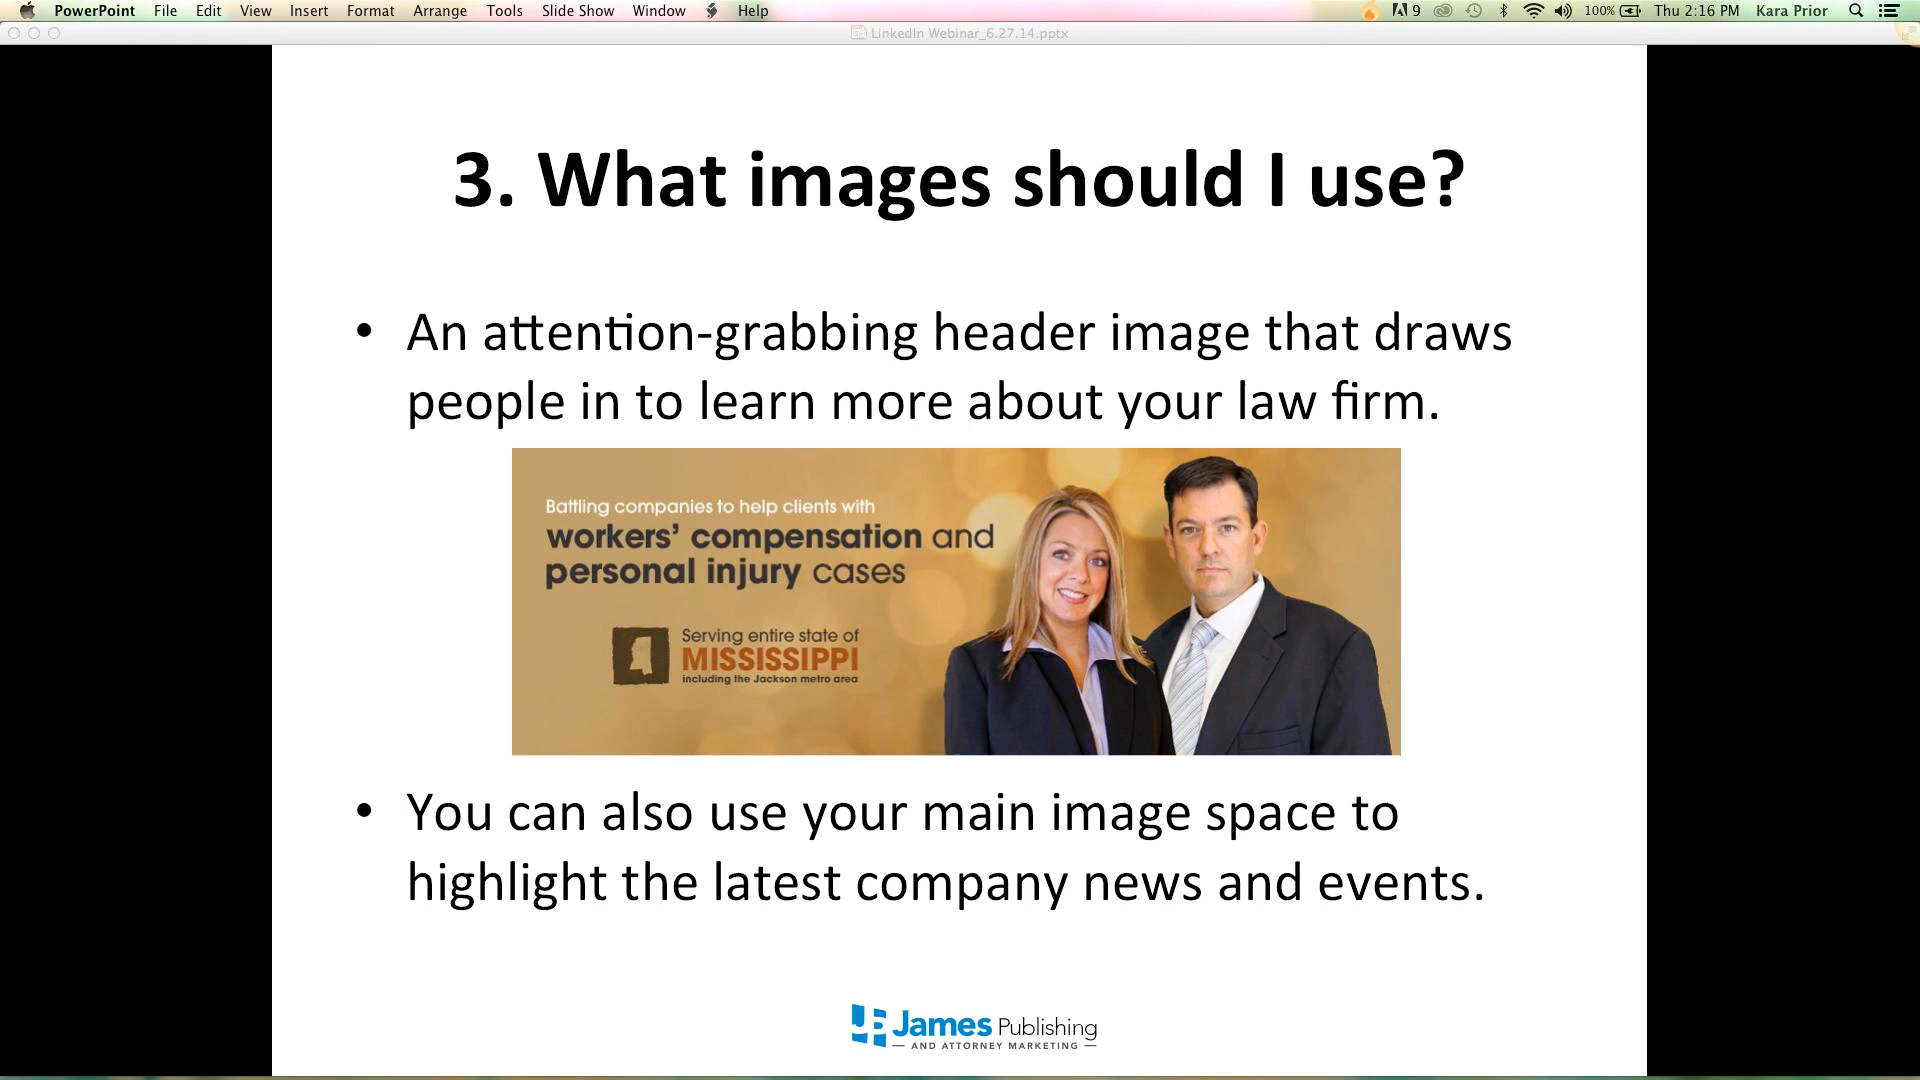 PowerPoint File Edit View Insert Format Arrange Tools Slide Show Window Help 9 100% Thu 2:16 PM Kara Prior
LinkedIn Webinar_6.27.14.pptx
3. What images should I use?
• An attention-grabbing header image that draws
people in to learn more about your law firm.
Battling companies to help clients with
workers’ compensation and
personal injury cases
Serving entire state of
MISSISSIPPI
including the Jackson metro area
• You can also use your main image space to
highlight the latest company news and events.
James Publishing
— AND ATTORNEY MARKETING —